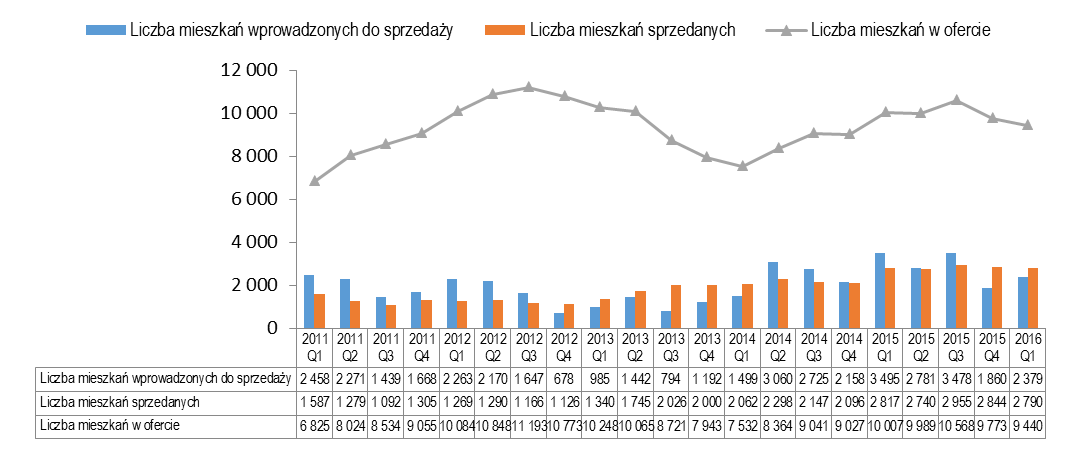 Liczba mieszkań wprowadzonych do sprzedaży Liczba mieszkań sprzedanych Liczba mieszkań w ofercie
12 000
10 000
8 000
6 000
4 000
2 000
0
2011 2011 2011 2011 2012 2012 2012 2012 2013 2013 2013 2013 2014 2014 2014 2014 2015 2015 2015 2015 2016
Q1 Q2 Q3 Q4 Q1 Q2 Q3 Q4 Q1 Q2 Q3 Q4 Q1 Q2 Q3 Q4 Q1 Q2 Q3 Q4 Q1
Liczba mieszkań wprowadzonych do sprzedaży 2 458 2 271 1 439 1 668 2 263 2 170 1 647 678 985 1 442 794 1 192 1 499 3 060 2 725 2 158 3 495 2 781 3 478 1 860 2 379
Liczba mieszkań sprzedanych 1 587 1 279 1 092 1 305 1 269 1 290 1 166 1 126 1 340 1 745 2 026 2 000 2 062 2 298 2 147 2 096 2 817 2 740 2 955 2 844 2 790
Liczba mieszkań w ofercie 6 825 8 024 8 534 9 055 10 084 10 848 11 193 10 773 10 248 10 065 8 721 7 943 7 532 8 364 9 041 9 027 10 007 9 989 10 568 9 773 9 440